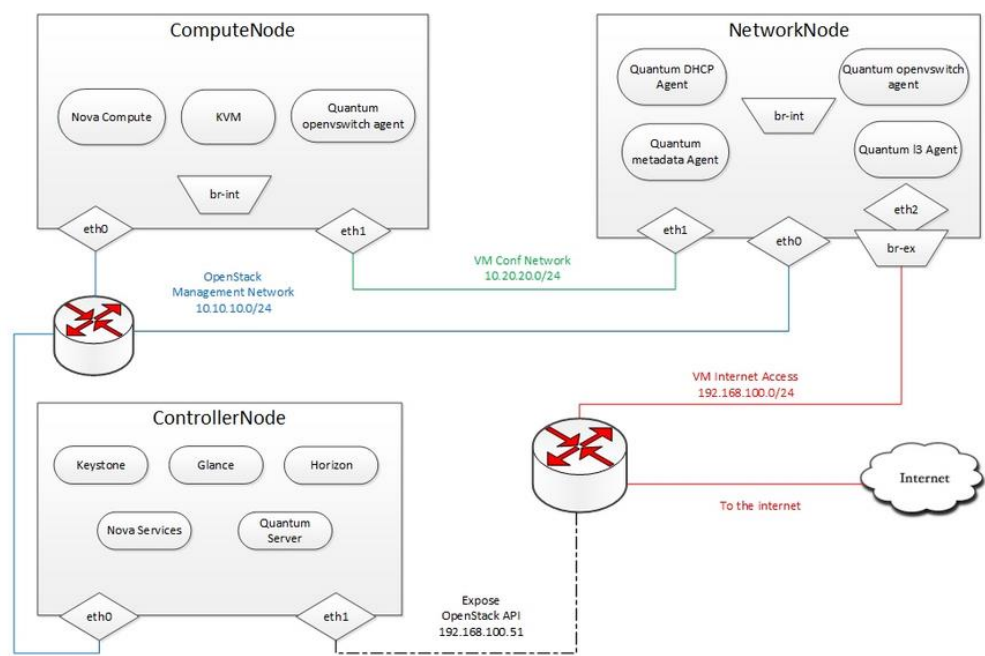 ComputeNode
Nova Compute
KVM
Quantum
openvswitch agent
br-int
eth0
eth1
NetworkNode
Quantum DHCP
Agent
Quantum openvswitch
agent
br-int
Quantum
metadata Agent
Quantum l3 Agent
eth2
eth1
eth0
br-ex
VM Conf Network
10.20.20.0/24
OpenStack
Management Network
10.10.10.0/24
VM Internet Access
192.168.100.0/24
ControllerNode
Keystone
Glance
Horizon
Nova Services
Quantum
Server
eth0
eth1
Internet
To the internet
Expose
OpenStack API
192.168.100.51